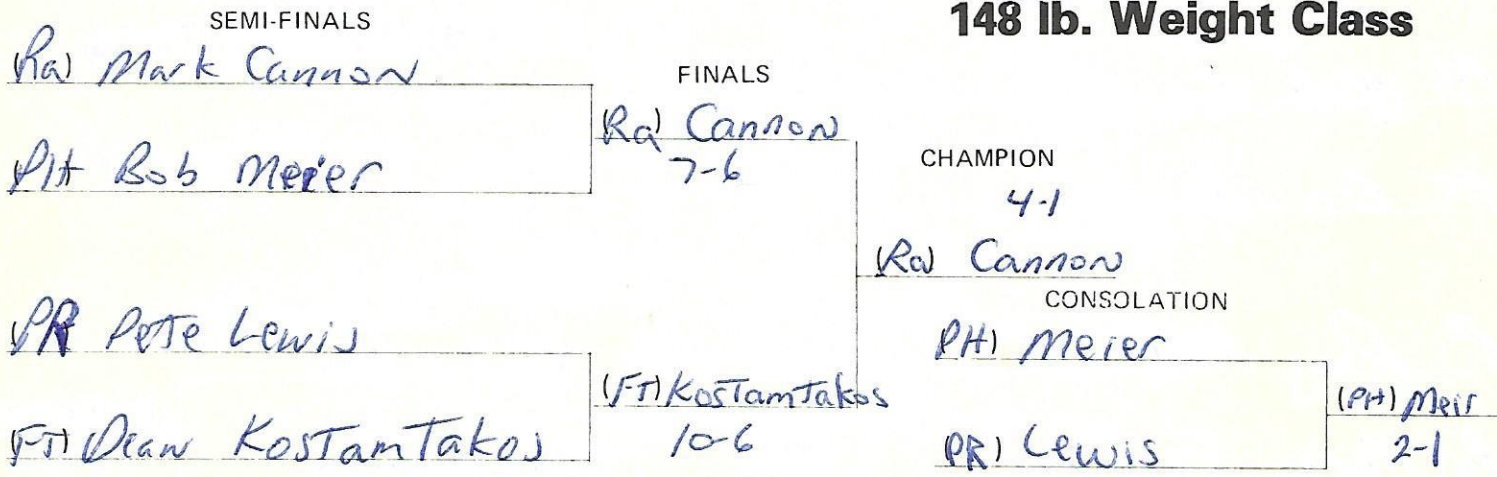 148 lb. Weight Class
SEMI-FINALS
(Ra) Mark Cannon
FINALS
(Ra) Cannon
7-6
(PH) Bob Meier
CHAMPION
4-1
(Ra) Cannon
CONSOLATION
(PR) Pete Lewis
(PH) Meier
(FT) Kostamtakos
10-6
(PH) Meir
2-1
(FT) Dean Kostamtakos
(PR) Lewis